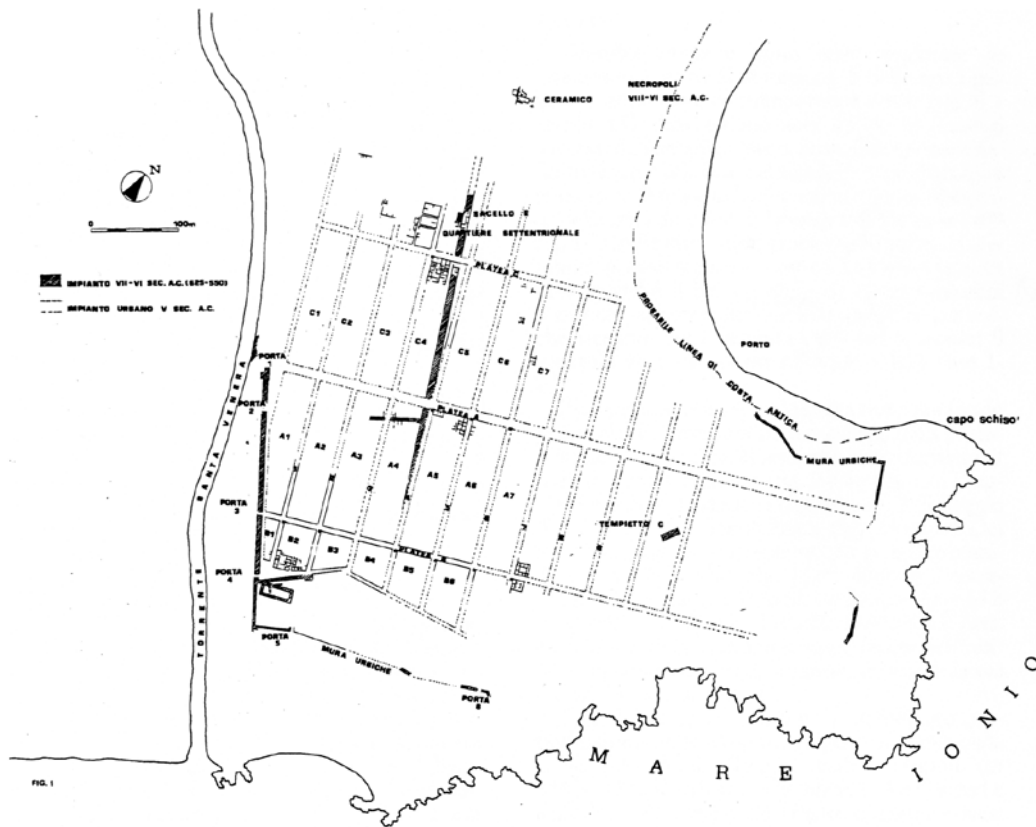 NECROPOLI
VIII-VI SEC. A.C.
CERAMICO
N
0 100m
SACELLO E
QUARTIERE SETTENTRIONALE
PLATEA C
IMPIANTO VII-VI SEC. A.C. (625-550)
IMPIANTO URBANO V SEC. A.C.
C1
C2
C3
C4
C5
C6
C7
PROBABILE LINEA DI COSTA ANTICA
PORTO
capo schiso'
MURA URBICHE
PORTA
PORTA 2
PLATEA A
A1
A2
A3
A4
A5
A6
A7
TORRENTE SANTA VENERA
PORTA 3
TEMPIETTO C
B1
B2
B3
B4
B5
B6
PLATEA
PORTA 4
PORTA 5
MURA URBICHE
PORTA
MARE IONIO
FIG. 1